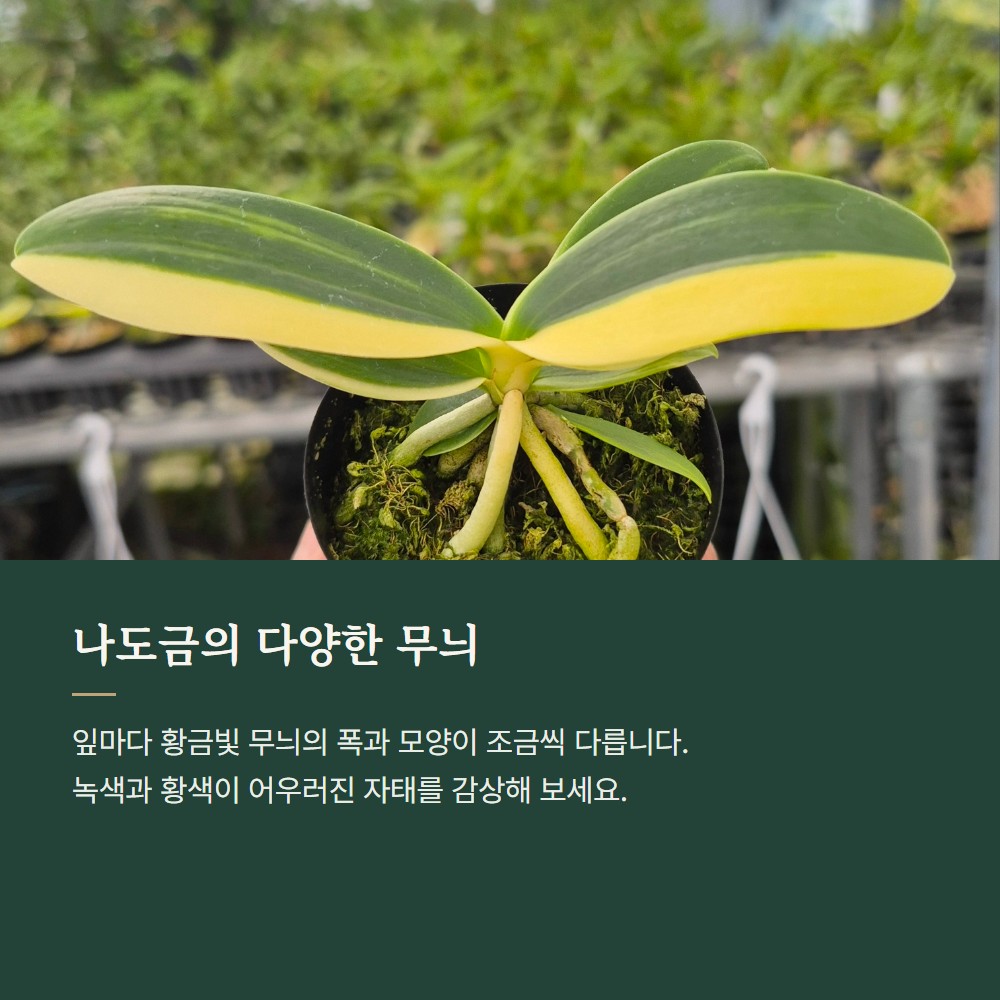 나도금의 다양한 무늬
잎마다 황금빛 무늬의 폭과 모양이 조금씩 다릅니다.
녹색과 황색이 어우러진 자태를 감상해 보세요.